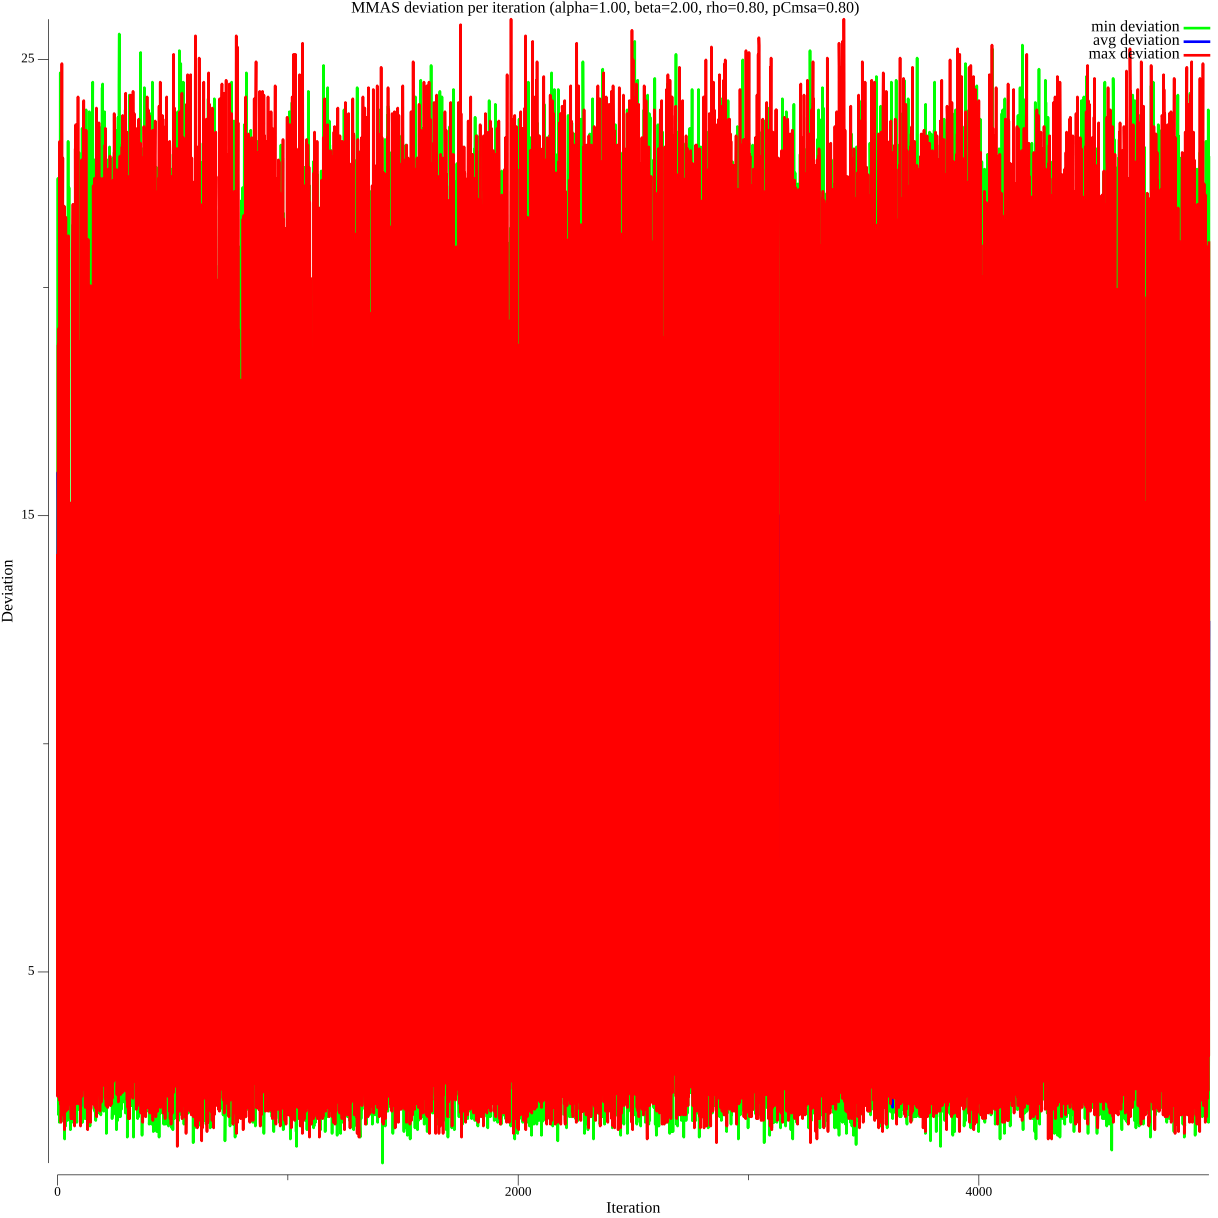 MMAS deviation per iteration (alpha=1.00, beta=2.00, rho=0.80, pCmsa=0.80)
min deviation
avg deviation
max deviation
25
15
5
Deviation
0
2000
4000
Iteration